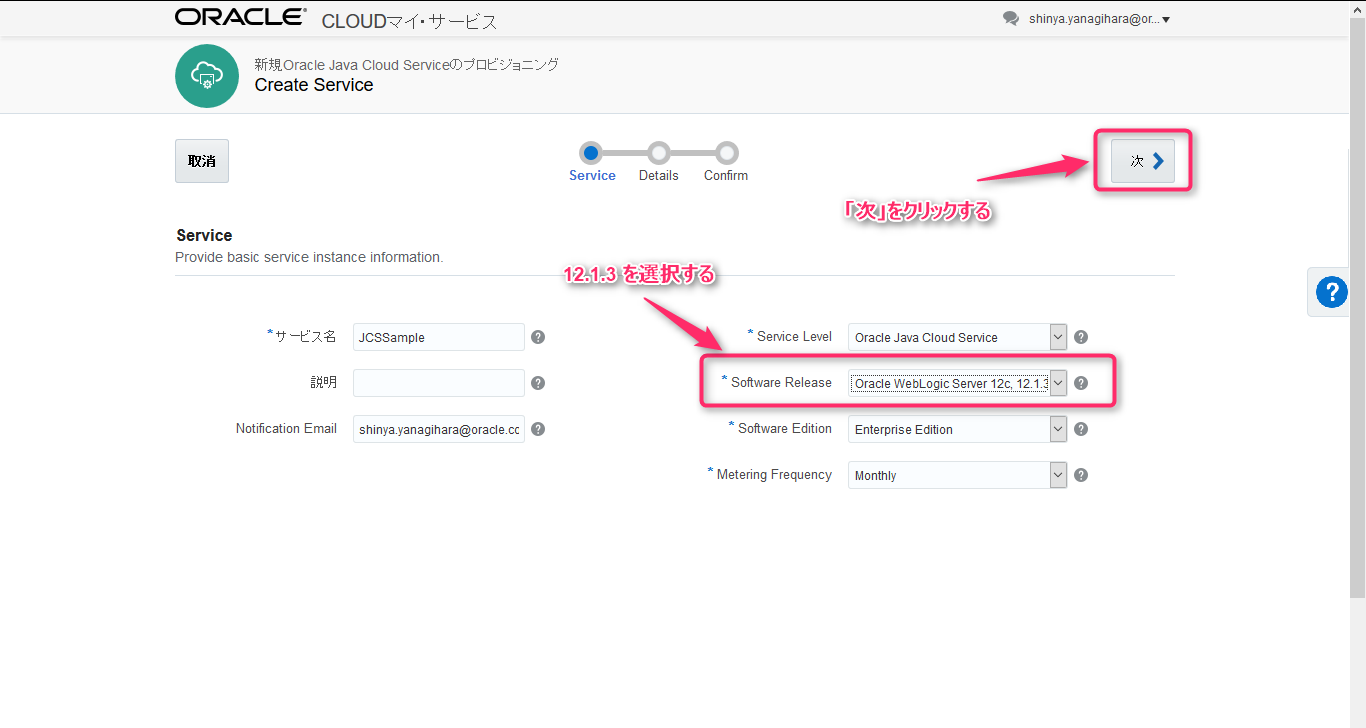 ORACLE CLOUDマイ・サービス
shinya.yanagihara@or...
新規Oracle Java Cloud Serviceのプロビジョニング
Create Service
取消
Service
Details
Confirm
次
「次」をクリックする
Service
Provide basic service instance information.
12.1.3 を選択する
*サービス名 JCSSample
説明
Notification Email shinya.yanagihara@oracle.cc
* Service Level Oracle Java Cloud Service
* Software Release Oracle WebLogic Server 12c, 12.1.3
* Software Edition Enterprise Edition
* Metering Frequency Monthly